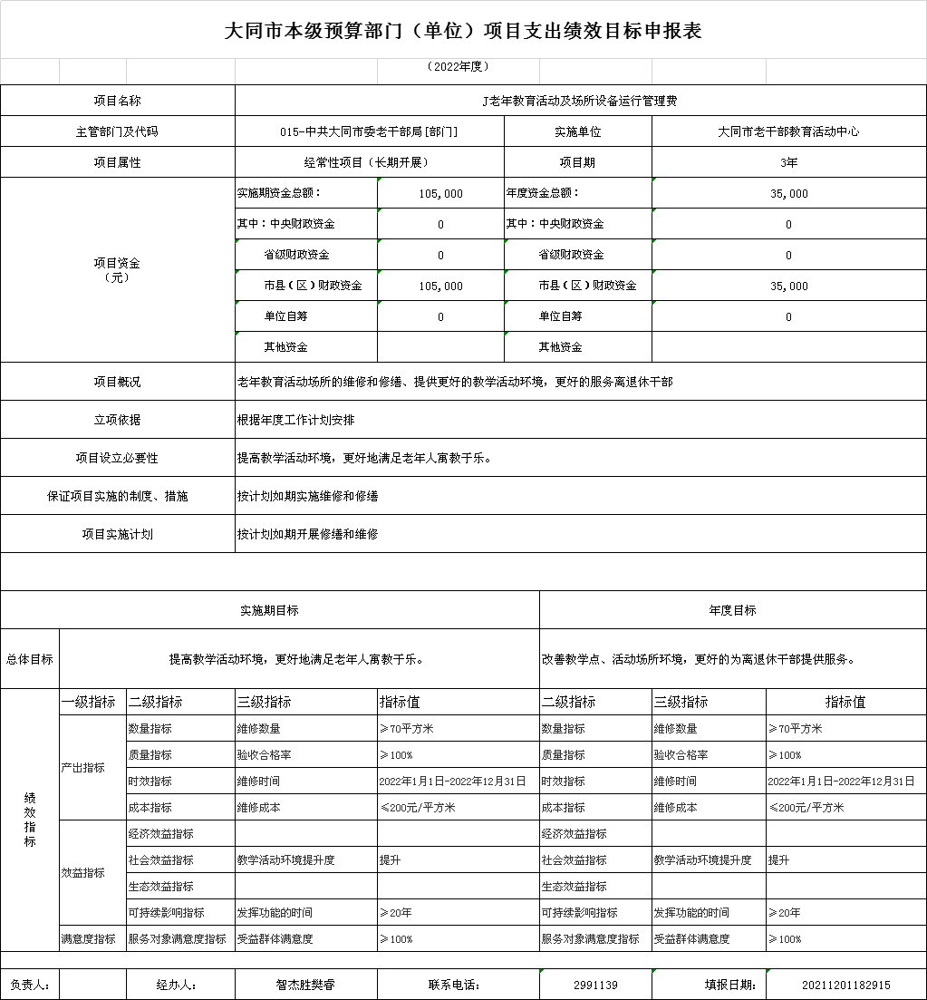 大同市本级预算部门（单位）项目支出绩效目标申报表
（2022年度）
项目名称 J老年教育活动及场所设备运行管理费
主管部门及代码 015-中共大同市委老干部局[部门] 实施单位 大同市老干部教育活动中心
项目属性 经常性项目（长期开展） 项目期 3年
项目资金
（元）
实施期资金总额： 105,000 年度资金总额： 35,000
其中：中央财政资金 0 其中：中央财政资金 0
省级财政资金 0 省级财政资金 0
市县（区）财政资金 105,000 市县（区）财政资金 35,000
单位自筹 0 单位自筹 0
其他资金 其他资金
项目概况 老年教育活动场所的维修和修缮、提供更好的教学活动环境，更好的服务离退休干部
立项依据 根据年度工作计划安排
项目设立必要性 提高教学活动环境，更好地满足老年人寓教于乐。
保证项目实施的制度、措施 按计划如期实施维修和修缮
项目实施计划 按计划如期开展修缮和维修
实施期目标 年度目标
总体目标 提高教学活动环境，更好地满足老年人寓教于乐。 改善教学点、活动场所环境，更好的为离退休干部提供服务。
绩效指标
一级指标 二级指标 三级指标 指标值 二级指标 三级指标 指标值
产出指标
数量指标 维修数量 ≥70平方米 数量指标 维修数量 ≥70平方米
质量指标 验收合格率 ≥100% 质量指标 验收合格率 ≥100%
时效指标 维修时间 2022年1月1日-2022年12月31日 时效指标 维修时间 2022年1月1日-2022年12月31日
成本指标 维修成本 ≤200元/平方米 成本指标 维修成本 ≤200元/平方米
效益指标
经济效益指标 经济效益指标
社会效益指标 教学活动环境提升度 提升 社会效益指标 教学活动环境提升度 提升
生态效益指标 生态效益指标
可持续影响指标 发挥功能的时间 ≥20年 可持续影响指标 发挥功能的时间 ≥20年
满意度指标 服务对象满意度指标 受益群体满意度 ≥100% 服务对象满意度指标 受益群体满意度 ≥100%
负责人： 经办人： 智杰胜樊睿 联系电话： 2991139 填报日期： 20211201182915